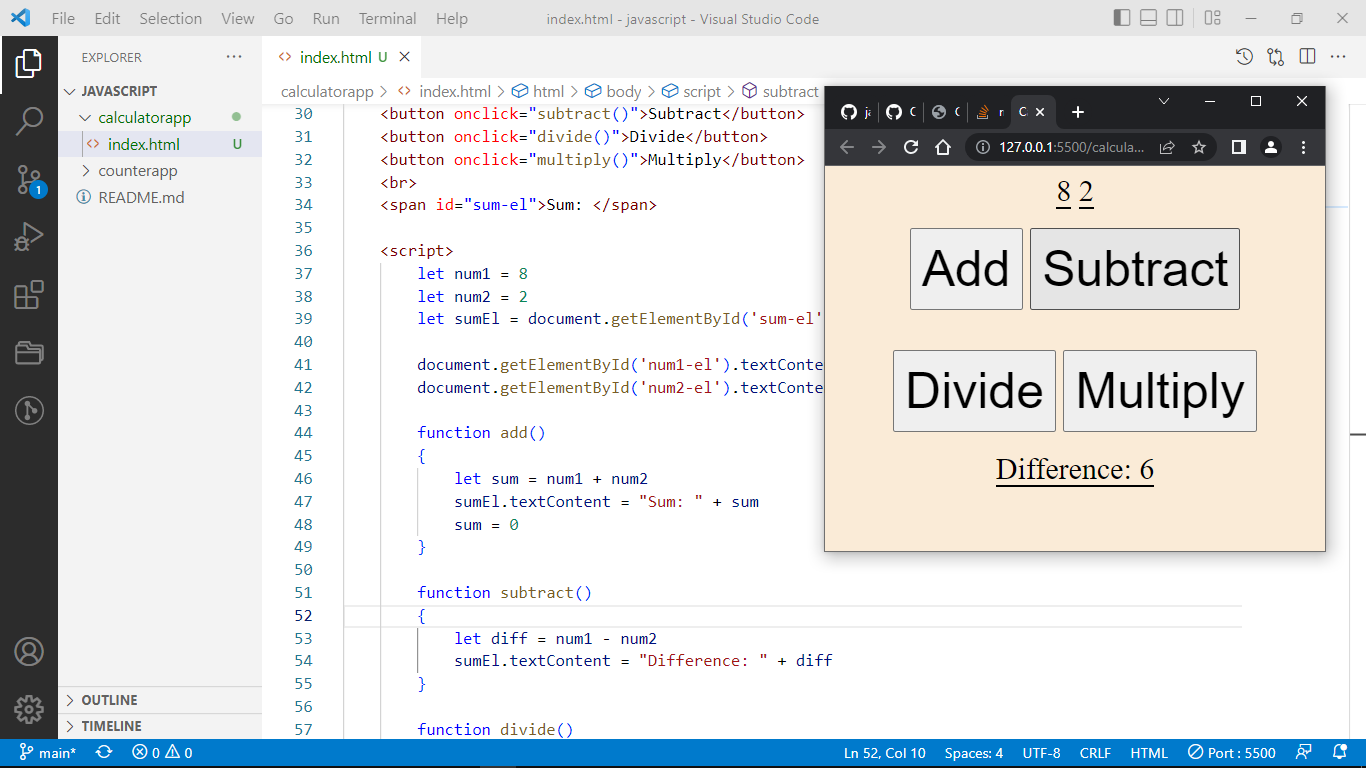 File Edit Selection View Go Run Terminal Help
index.html - javascript - Visual Studio Code
EXPLORER
JAVASCRIPT
calculatorapp
index.html U
counterapp
README.md
OUTLINE
TIMELINE
index.html U
calculatorapp > index.html > html > body > script > subtract
30 <button onclick="subtract()">Subtract</button>
31 <button onclick="divide()">Divide</button>
32 <button onclick="multiply()">Multiply</button>
33 <br>
34 <span id="sum-el">Sum: </span>
35
36 <script>
37 let num1 = 8
38 let num2 = 2
39 let sumEl = document.getElementById('sum-el'
40
41 document.getElementById('num1-el').textConte
42 document.getElementById('num2-el').textConte
43
44 function add()
45 {
46 let sum = num1 + num2
47 sumEl.textContent = "Sum: " + sum
48 sum = 0
49 }
50
51 function subtract()
52 {
53 let diff = num1 - num2
54 sumEl.textContent = "Difference: " + diff
55 }
56
57 function divide()
127.0.0.1:5500/calcula...
8 2
Add Subtract
Divide Multiply
Difference: 6
1
main* 0 0 Ln 52, Col 10 Spaces: 4 UTF-8 CRLF HTML Port : 5500